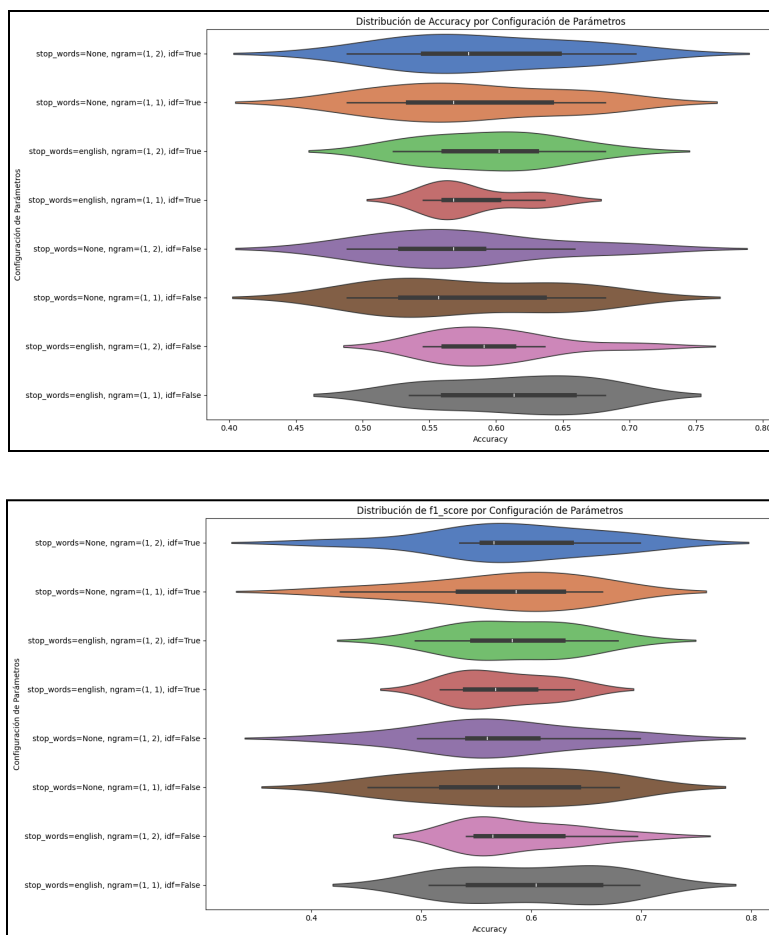 Distribución de Accuracy por Configuración de Parámetros
Configuración de Parámetros
stop_words=None, ngram=(1, 2), idf=True
stop_words=None, ngram=(1, 1), idf=True
stop_words=english, ngram=(1, 2), idf=True
stop_words=english, ngram=(1, 1), idf=True
stop_words=None, ngram=(1, 2), idf=False
stop_words=None, ngram=(1, 1), idf=False
stop_words=english, ngram=(1, 2), idf=False
stop_words=english, ngram=(1, 1), idf=False
0.40 0.45 0.50 0.55 0.60 0.65 0.70 0.75 0.80
Accuracy
Distribución de f1_score por Configuración de Parámetros
Configuración de Parámetros
stop_words=None, ngram=(1, 2), idf=True
stop_words=None, ngram=(1, 1), idf=True
stop_words=english, ngram=(1, 2), idf=True
stop_words=english, ngram=(1, 1), idf=True
stop_words=None, ngram=(1, 2), idf=False
stop_words=None, ngram=(1, 1), idf=False
stop_words=english, ngram=(1, 2), idf=False
stop_words=english, ngram=(1, 1), idf=False
0.4 0.5 0.6 0.7 0.8
Accuracy